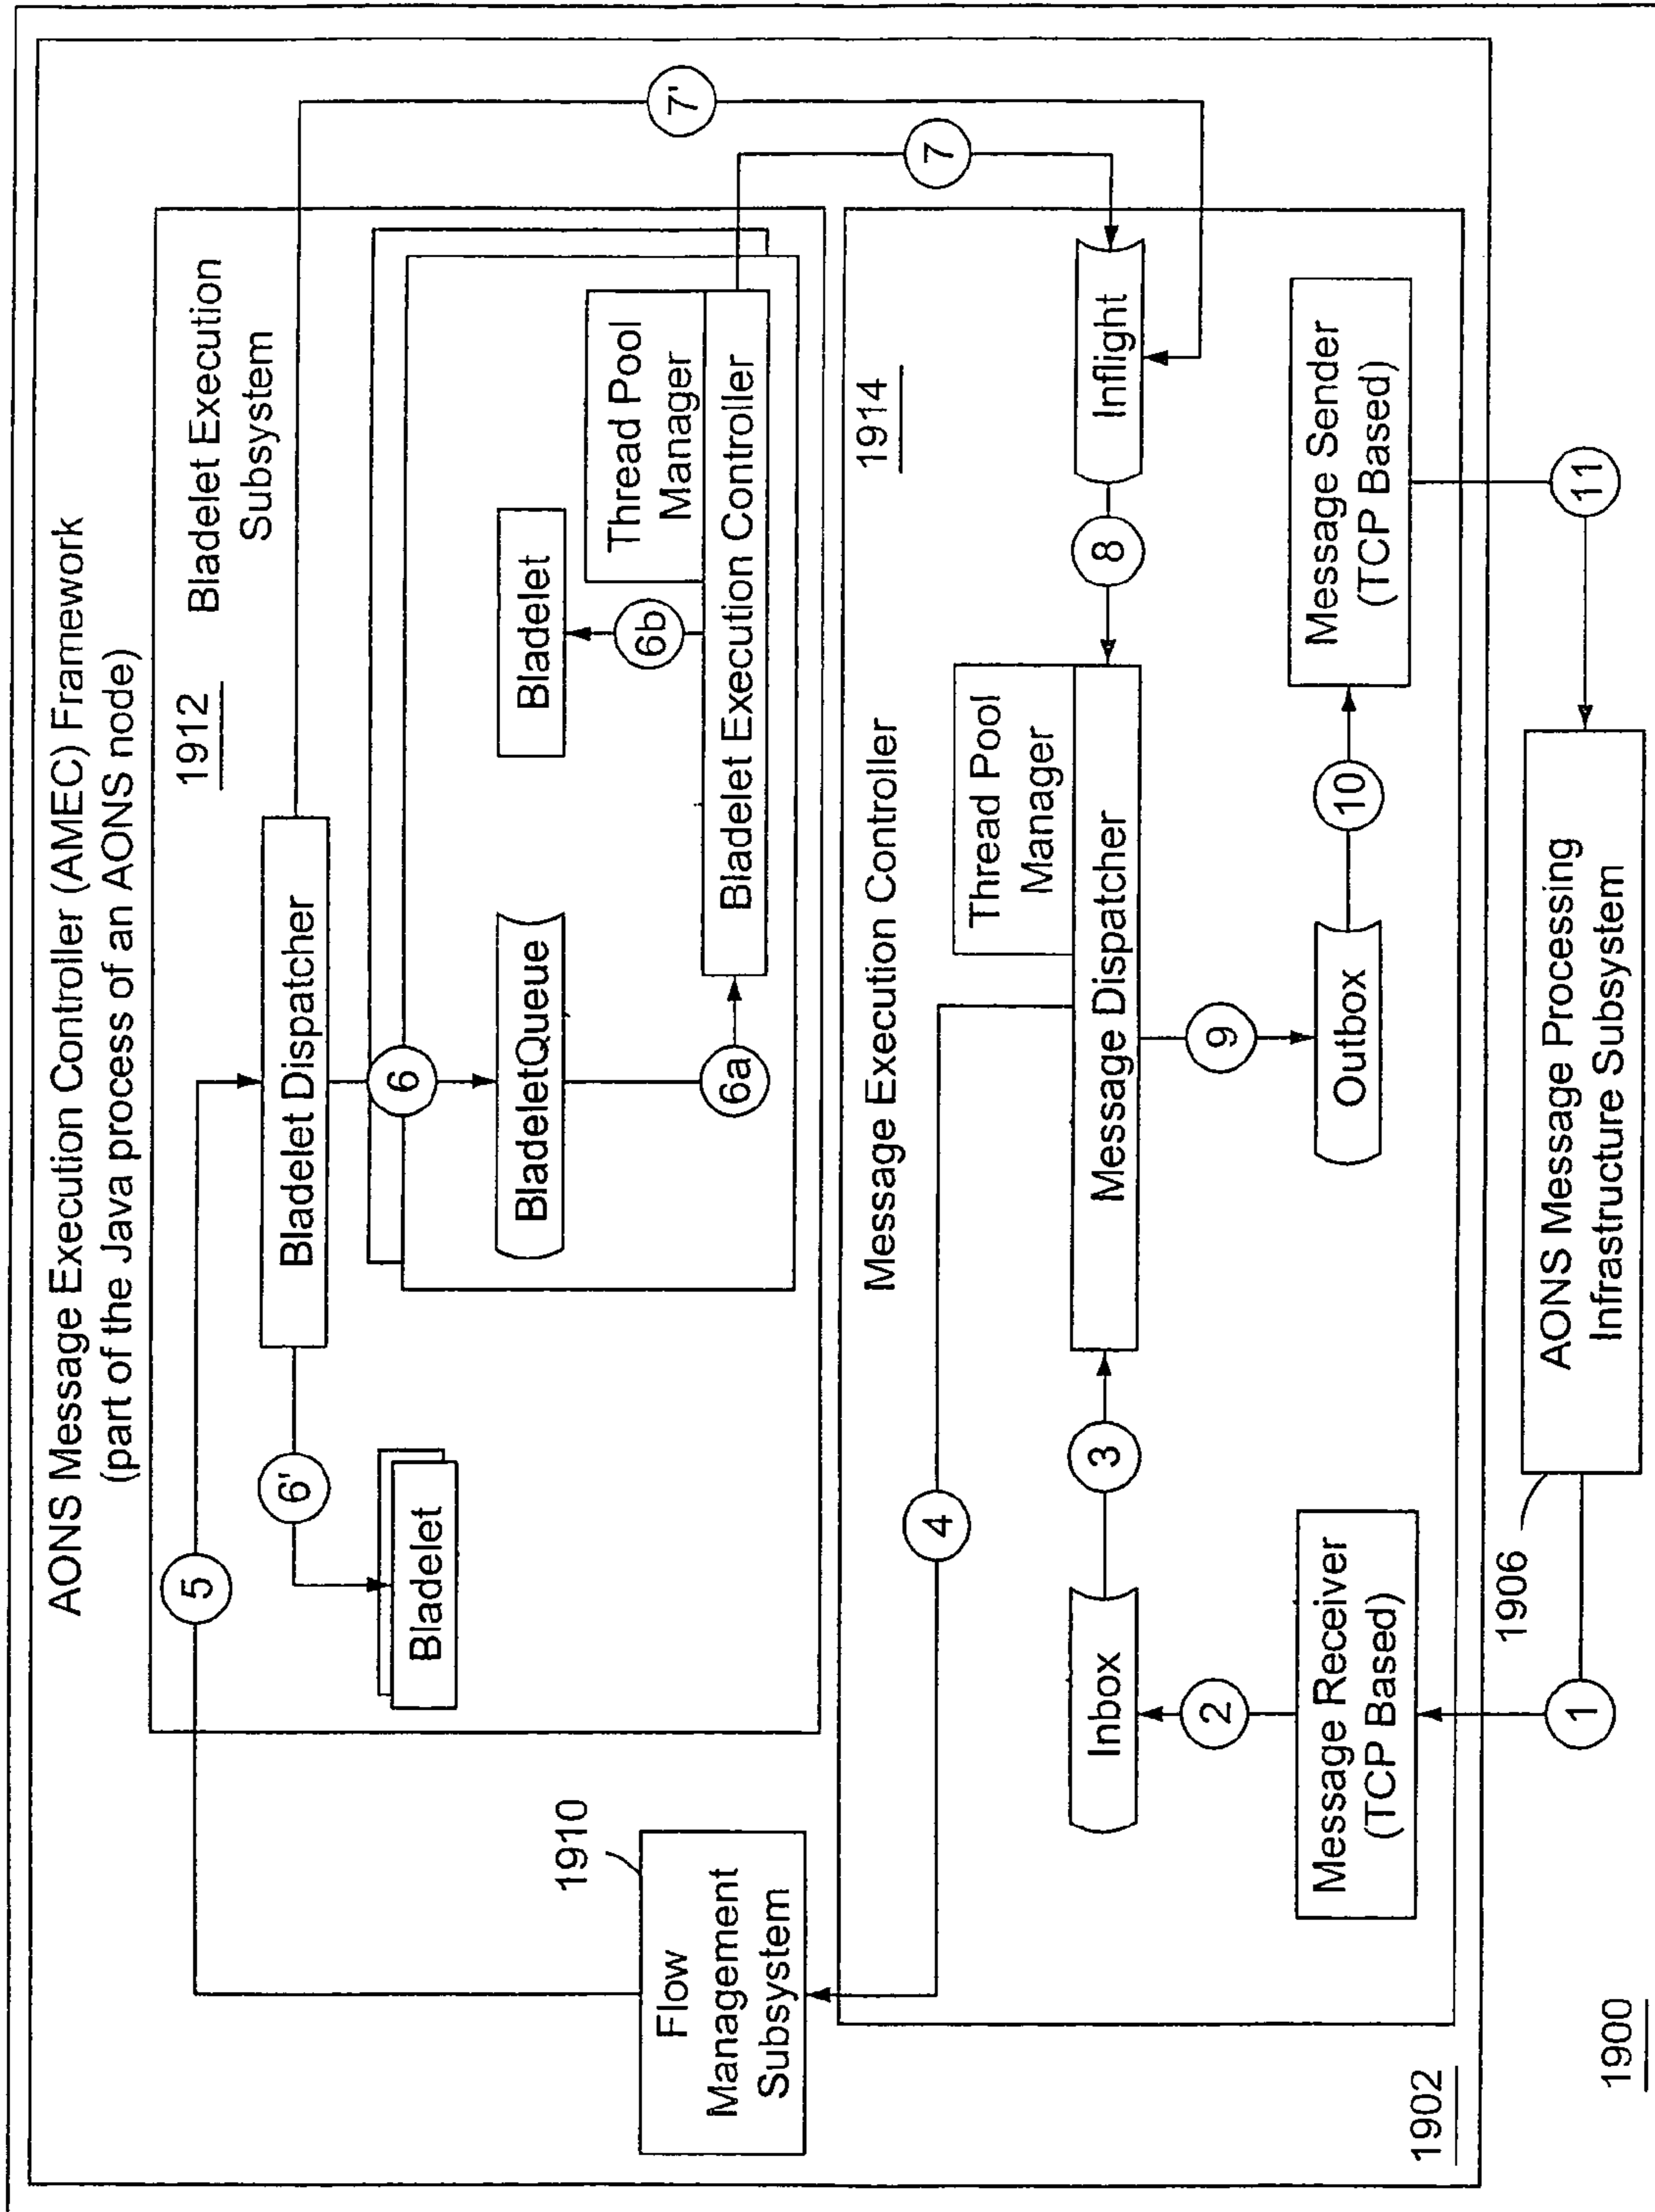 AONS Message Execution Controller (AMEC) Framework
(part of the Java process of an AONS node)
1912
Bladelet Execution
Subsystem
5
Bladelet Dispatcher
7'
6'
6
Bladelet
BladeletQueue
Bladelet
Thread Pool
Manager
6a
6b
Bladelet Execution Controller
7
1910
Flow
Management
Subsystem
Message Execution Controller
1914
4
Thread Pool
Manager
Inbox
3
Message Dispatcher
8
Inflight
2
9
Message Receiver
(TCP Based)
Outbox
10
Message Sender
(TCP Based)
1902
1906
1
AONS Message Processing
Infrastructure Subsystem
11
1900